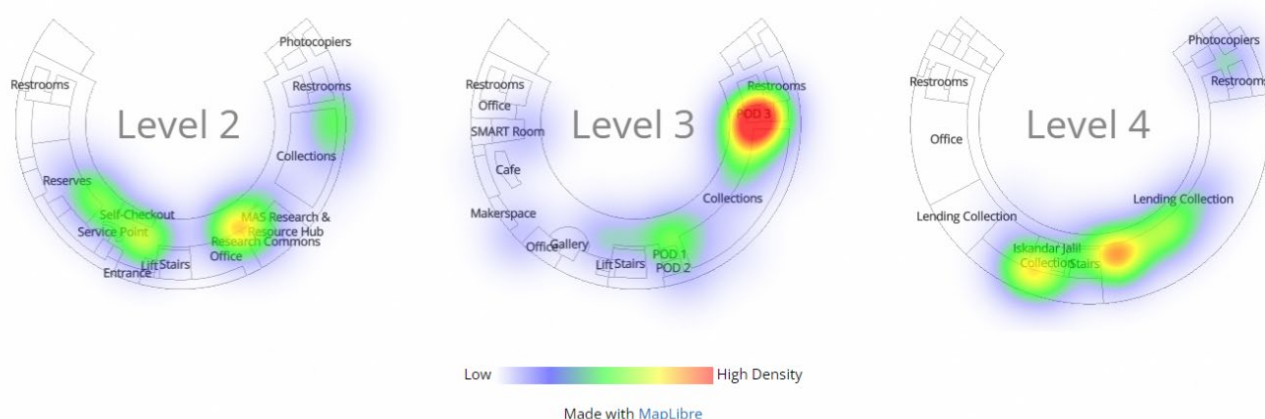 Level 2
Photocopiers
Restrooms
Restrooms
Collections
Reserves
Self-Checkout
Service Point
MAS Research &
Resource Hub
Research Commons
Office
Lift Stairs
Entrance
Level 3
Restrooms
Restrooms
Office
POD 3
SMART Room
Cafe
Collections
Makerspace
Office
Gallery
POD 1
Lift Stairs
POD 2
Level 4
Photocopiers
Restrooms
Restrooms
Office
Lending Collection
Lending Collection
Iskandar Jalil
Collection
Stairs
Low
High Density
Made with MapLibre